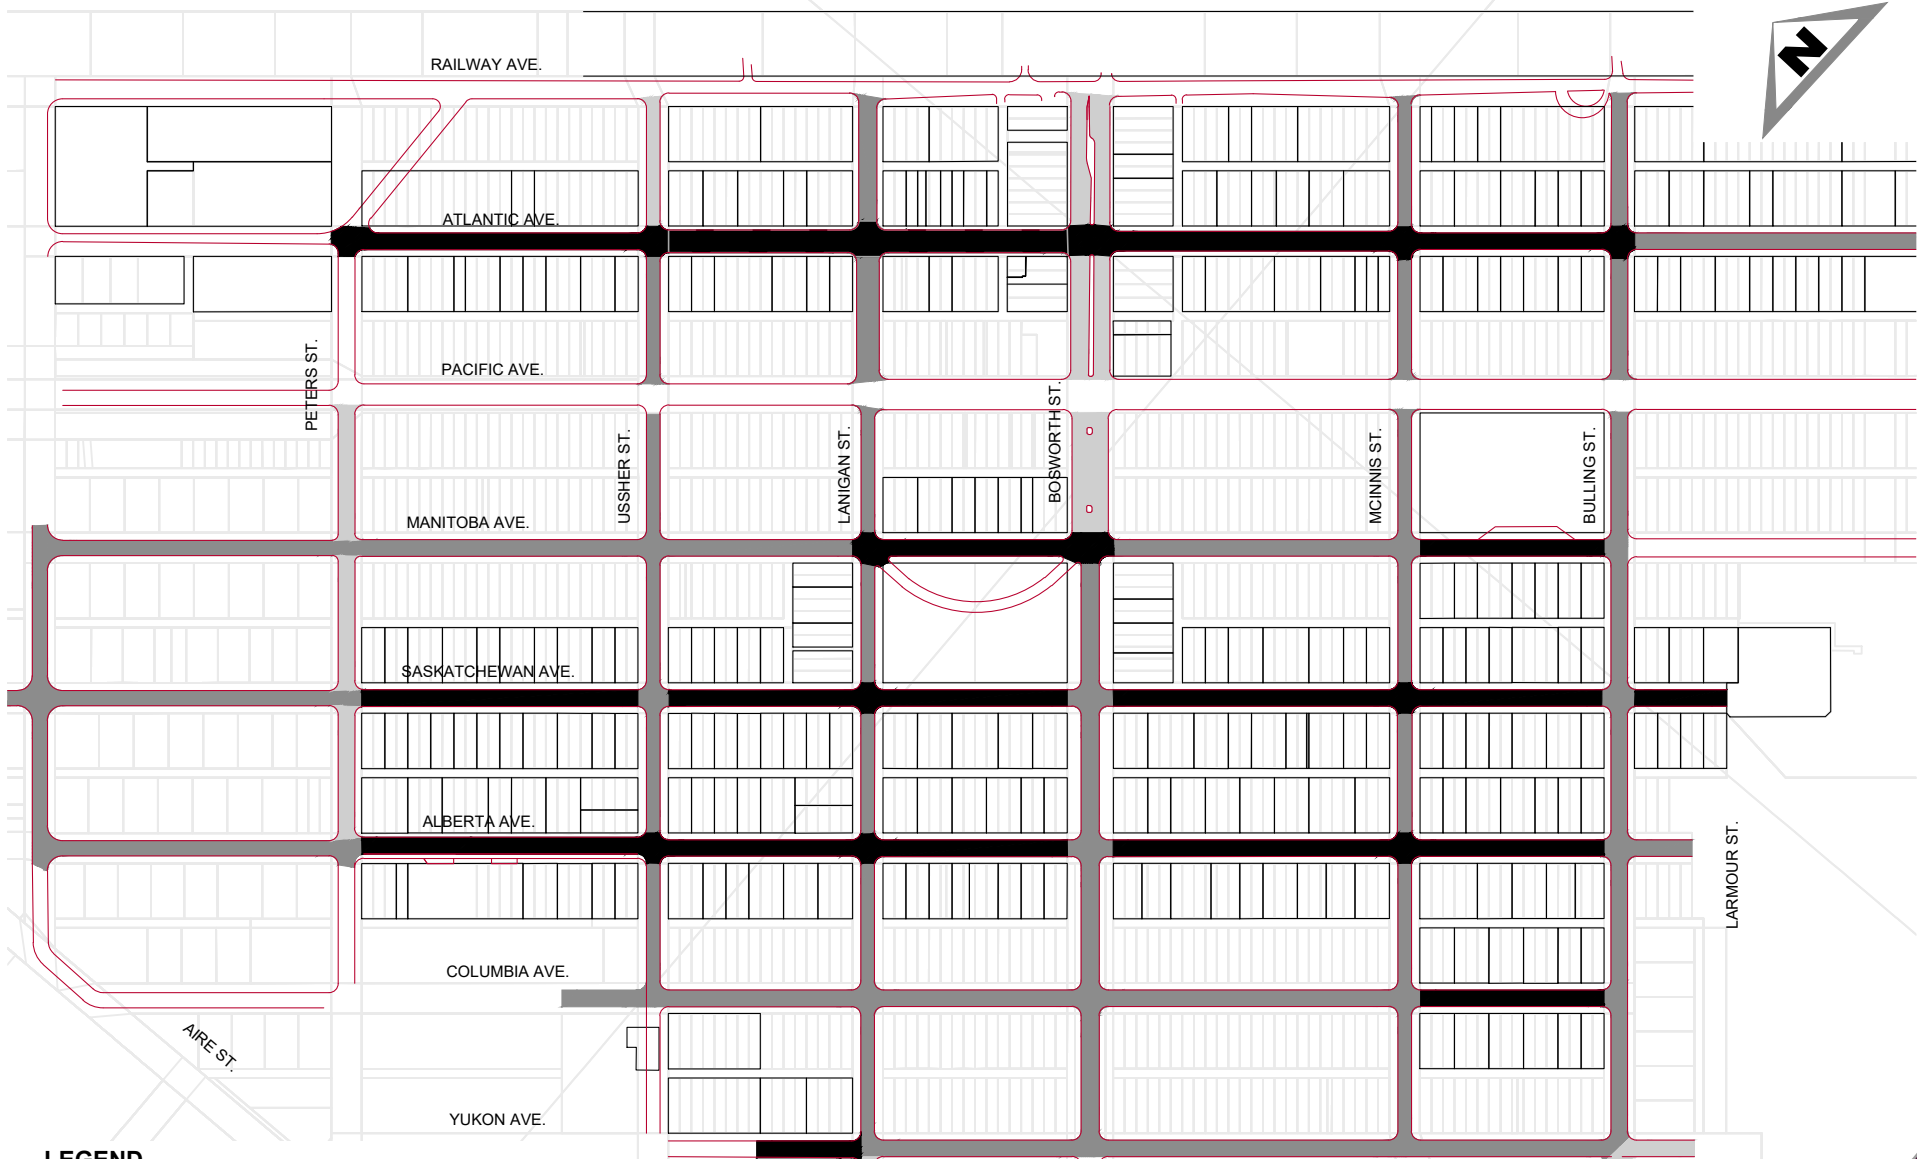 RAILWAY AVE.
N
ATLANTIC AVE.
PETERS ST.
PACIFIC AVE.
USSHER ST.
LANIGAN ST.
BOSWORTH ST.
MCINNIS ST.
BULLING ST.
MANITOBA AVE.
SASKATCHEWAN AVE.
ALBERTA AVE.
LARMOUR ST.
COLUMBIA AVE.
AIRE ST.
YUKON AVE.
LEGEND